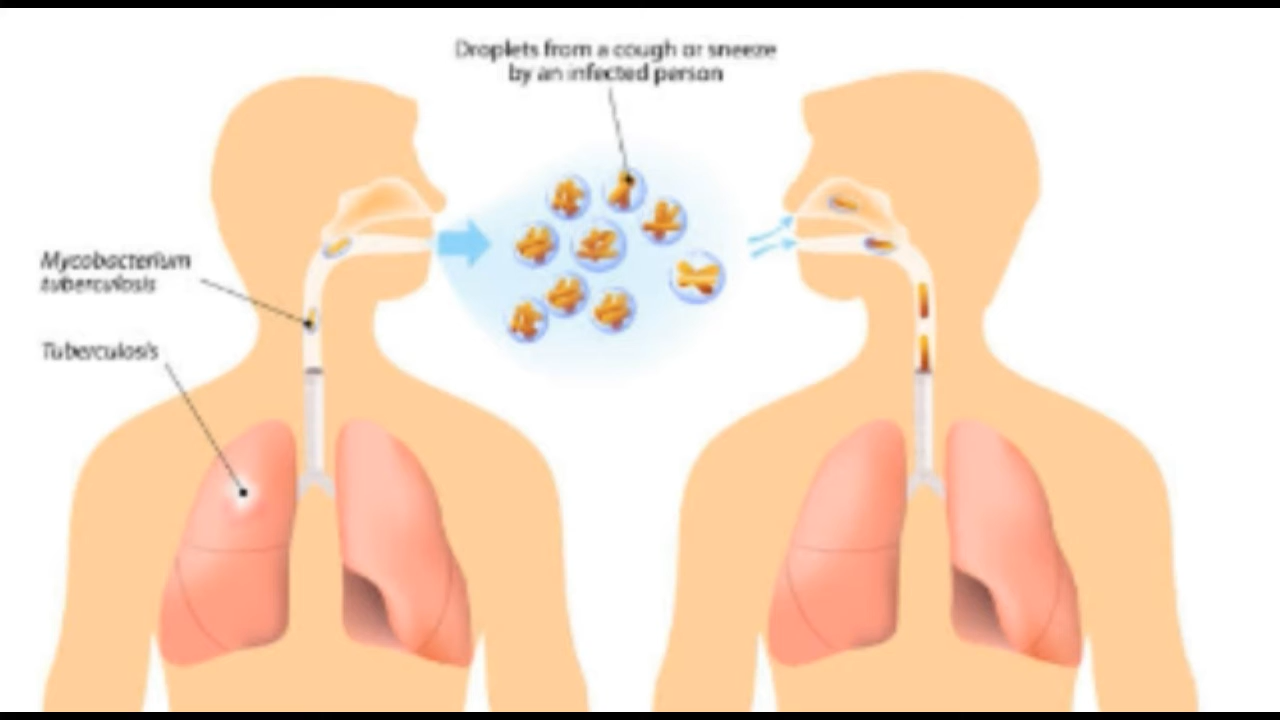 Droplets from a cough or sneeze
by an infected person
Mycobacterium
tuberculosis
Tuberculosis